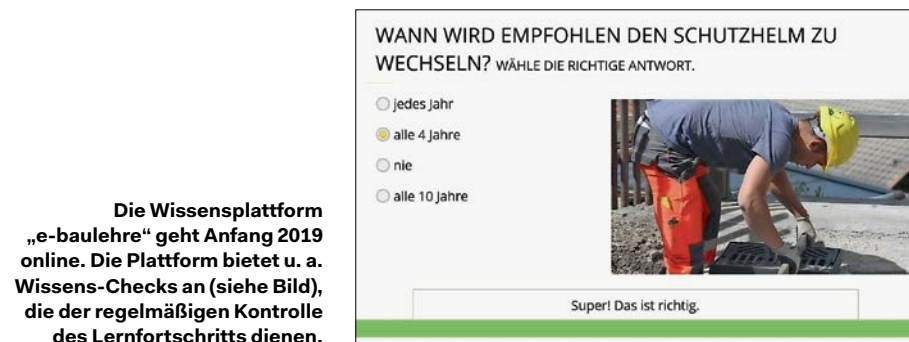 Die Wissensplattform
„e-baulehre“ geht Anfang 2019
online. Die Plattform bietet u. a.
Wissens-Checks an (siehe Bild),
die der regelmäßigen Kontrolle
des Lernfortschritts dienen.
WANN WIRD EMPFOHLEN DEN SCHUTZHELM ZU
WECHSELN? WÄHLE DIE RICHTIGE ANTWORT.
jedes Jahr
alle 4 Jahre
nie
alle 10 Jahre
Super! Das ist richtig.